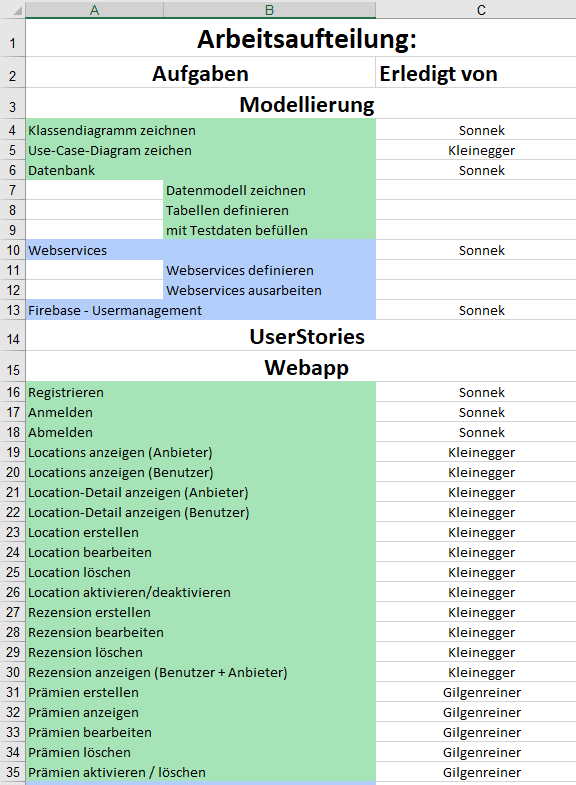 A B C
1 Arbeitsaufteilung:
2 Aufgaben Erledigt von
3 Modellierung
4 Klassendiagramm zeichnen Sonnek
5 Use-Case-Diagram zeichen Kleinegger
6 Datenbank Sonnek
7 Datenmodell zeichnen
8 Tabellen definieren
9 mit Testdaten befüllen
10 Webservices Sonnek
11 Webservices definieren
12 Webservices ausarbeiten
13 Firebase - Usermanagement Sonnek
14 UserStories
15 Webapp
16 Registrieren Sonnek
17 Anmelden Sonnek
18 Abmelden Sonnek
19 Locations anzeigen (Anbieter) Kleinegger
20 Locations anzeigen (Benutzer) Kleinegger
21 Location-Detail anzeigen (Anbieter) Kleinegger
22 Location-Detail anzeigen (Benutzer) Kleinegger
23 Location erstellen Kleinegger
24 Location bearbeiten Kleinegger
25 Location löschen Kleinegger
26 Location aktivieren/deaktivieren Kleinegger
27 Rezension erstellen Kleinegger
28 Rezension bearbeiten Kleinegger
29 Rezension löschen Kleinegger
30 Rezension anzeigen (Benutzer + Anbieter) Kleinegger
31 Prämien erstellen Gilgenreiner
32 Prämien anzeigen Gilgenreiner
33 Prämien bearbeiten Gilgenreiner
34 Prämien löschen Gilgenreiner
35 Prämien aktivieren / löschen Gilgenreiner